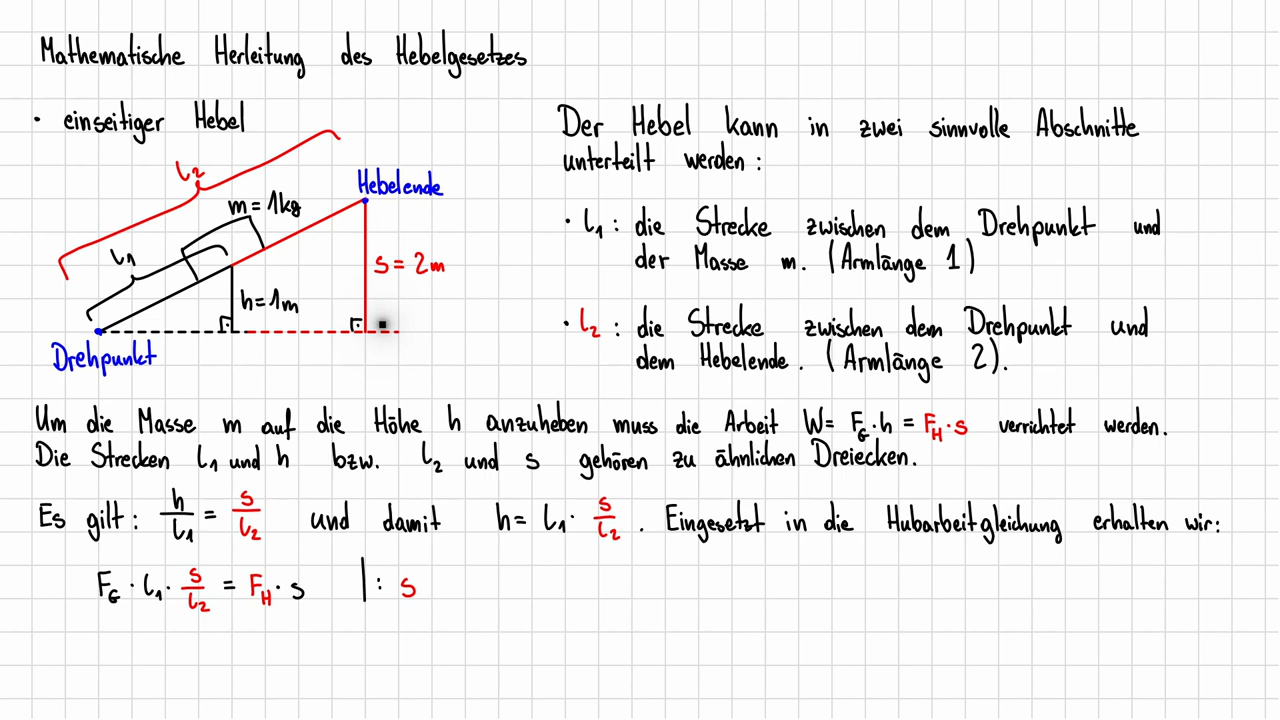 Mathematische Herleitung des Hebelgesetzes
• einseitiger Hebel
l₂
Hebelende
m = 1kg
l₁
s = 2m
h = 1m
Drehpunkt
Der Hebel kann in zwei sinnvolle Abschnitte
unterteilt werden :
• l₁ : die Strecke zwischen dem Drehpunkt und
der Masse m. (Armlänge 1)
• l₂ : die Strecke zwischen dem Drehpunkt und
dem Hebelende. (Armlänge 2).
Um die Masse m auf die Höhe h anzuheben muss die Arbeit W = F_G · h = F_H · s verrichtet werden.
Die Strecken l₁ und h bzw. l₂ und s gehören zu ähnlichen Dreiecken.
Es gilt : h/l₁ = s/l₂ und damit h = l₁ · s/l₂ . Eingesetzt in die Hubarbeitgleichung erhalten wir :
F_G · l₁ · s/l₂ = F_H · s | : s